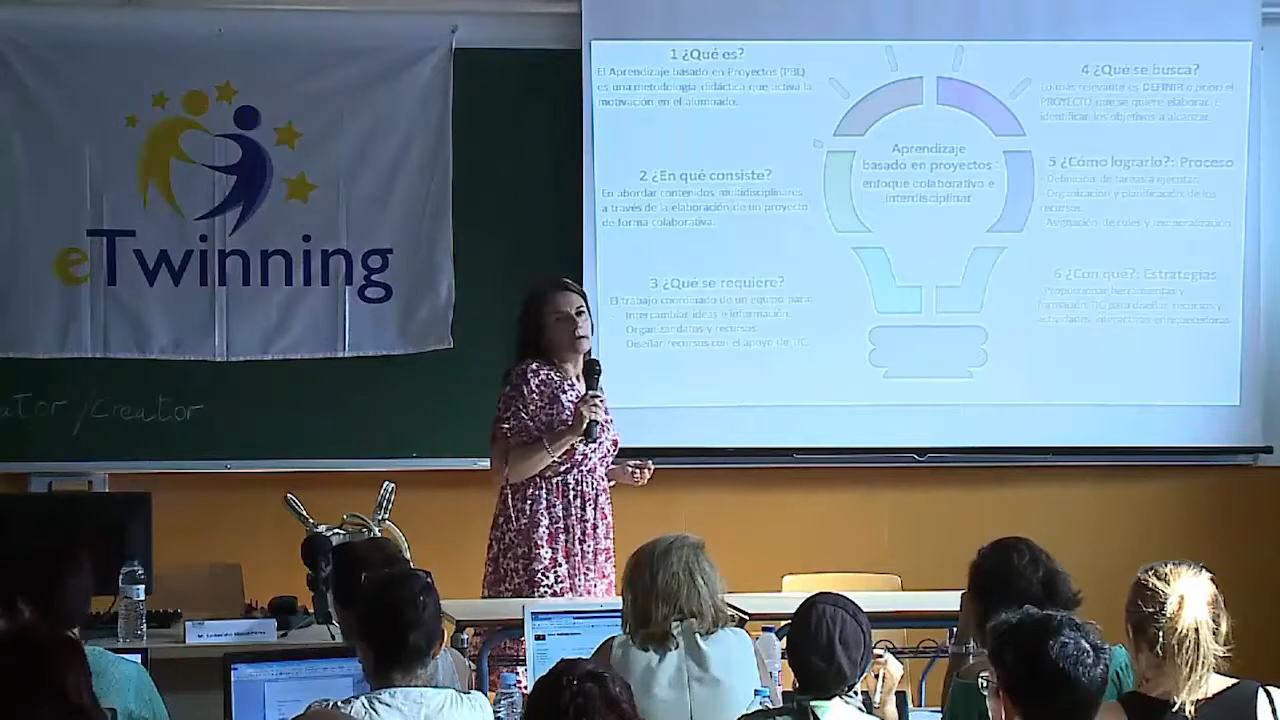 eTwinning
ator / creator
1 ¿Qué es?
El Aprendizaje basado en Proyectos (PBL)
es una metodología didáctica que activa la
motivación en el alumnado.
2 ¿En qué consiste?
En abordar contenidos multidisciplinares
a través de la elaboración de un proyecto
de forma colaborativa.
3 ¿Qué se requiere?
El trabajo coordinado de un equipo para:
Intercambiar ideas e información.
Organizar datos y recursos.
Diseñar recursos con el apoyo de TIC.
Aprendizaje
basado en proyectos :
enfoque colaborativo e
interdisciplinar
4 ¿Qué se busca?
Lo más relevante es DEFINIR el
PROYECTO que se quiere elaborar e
identificar los objetivos a alcanzar.
5 ¿Cómo lograrlo?: Proceso
- Definición de tareas a ejecutar.
- Organización y planificación de los
recursos.
- Asignación de roles y
6 ¿Con qué?: Estrategias
Proporcionar herramientas y
formación TIC para diseñar recursos y
actividades interactivas enriquecedoras